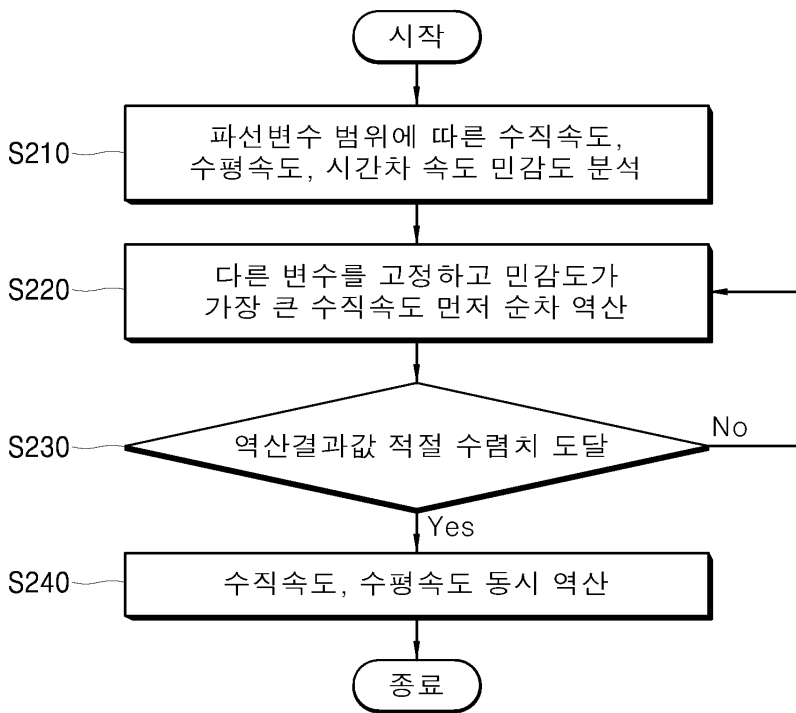 시작
S210
파선변수 범위에 따른 수직속도,
수평속도, 시간차 속도 민감도 분석
S220
다른 변수를 고정하고 민감도가
가장 큰 수직속도 먼저 순차 역산
S230
역산결과값 적절 수렴치 도달
No
Yes
S240
수직속도, 수평속도 동시 역산
종료